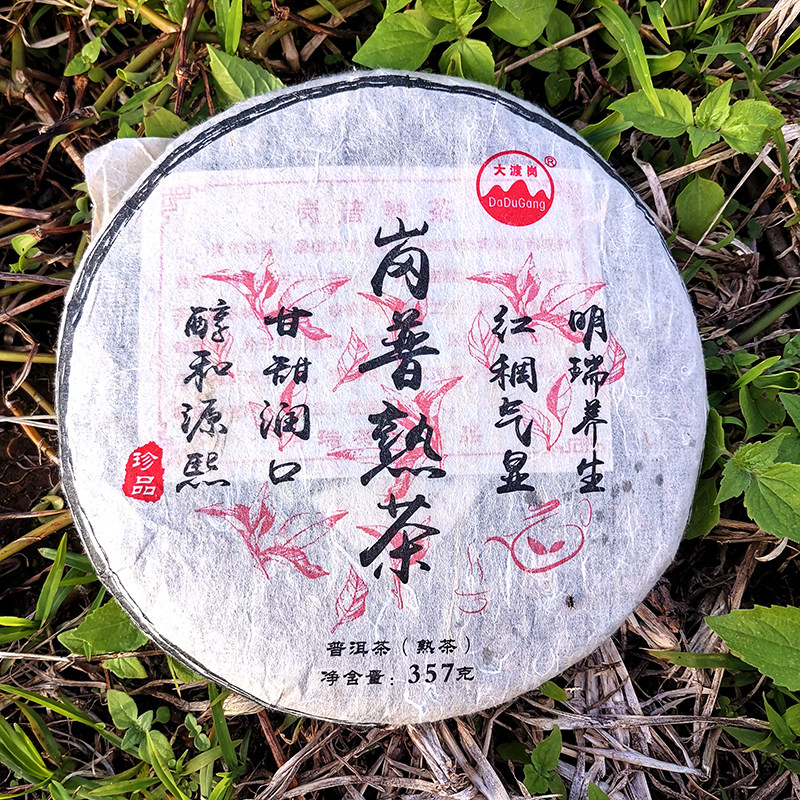 大渡岗
DaDuGang
®
岗普熟茶
明瑞养生
红稠气显
甘甜润口
醇和源熙
珍品
普洱茶（熟茶）
净含量：357克